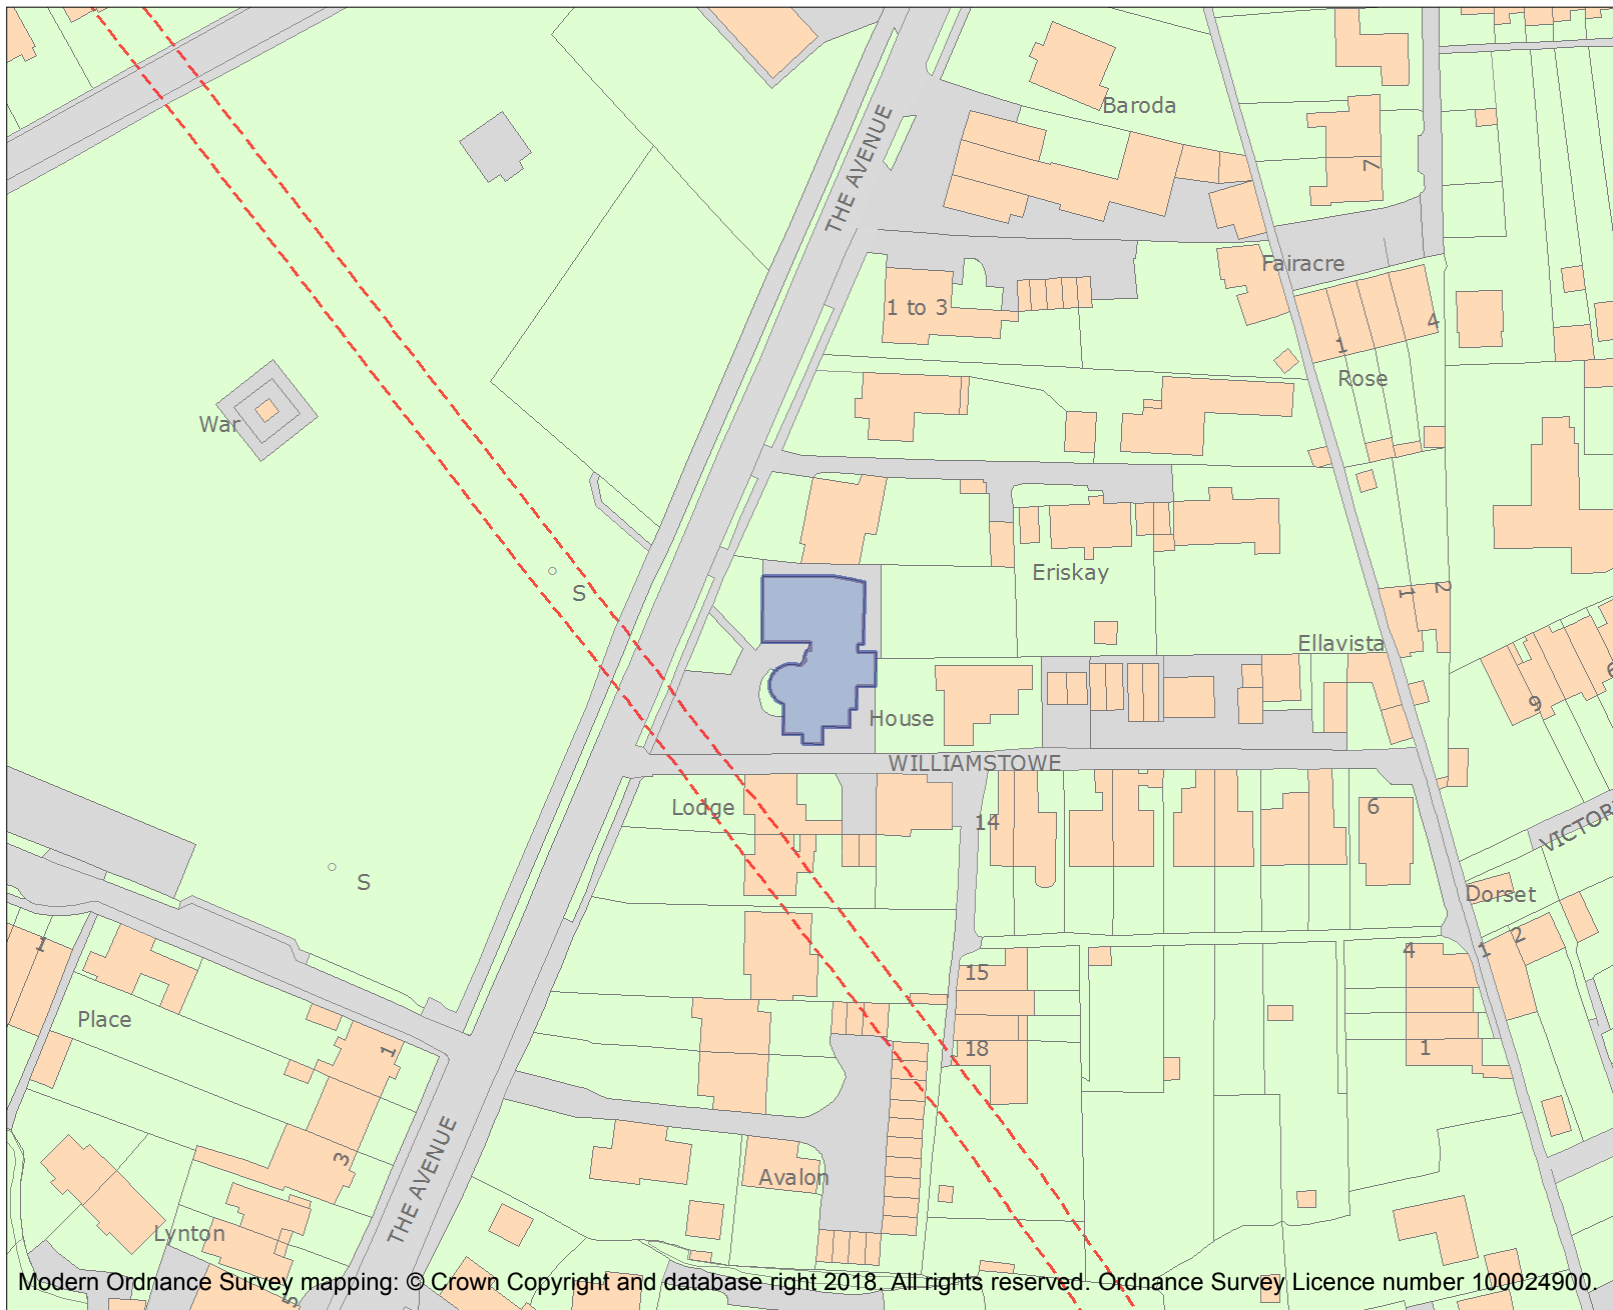 Baroda
THE AVENUE
7
Fairacre
1 to 3
4
1
Rose
War
Eriskay
S
1
2
Ellavista
House
9
6
WILLIAMSTOWE
Lodge
14
6
VICTOR
S
Dorset
1
4
1
2
15
Place
1
18
1
THE AVENUE
3
Avalon
Lynton
5
Modern Ordnance Survey mapping: © Crown Copyright and database right 2018. All rights reserved. Ordnance Survey Licence number 100024900.